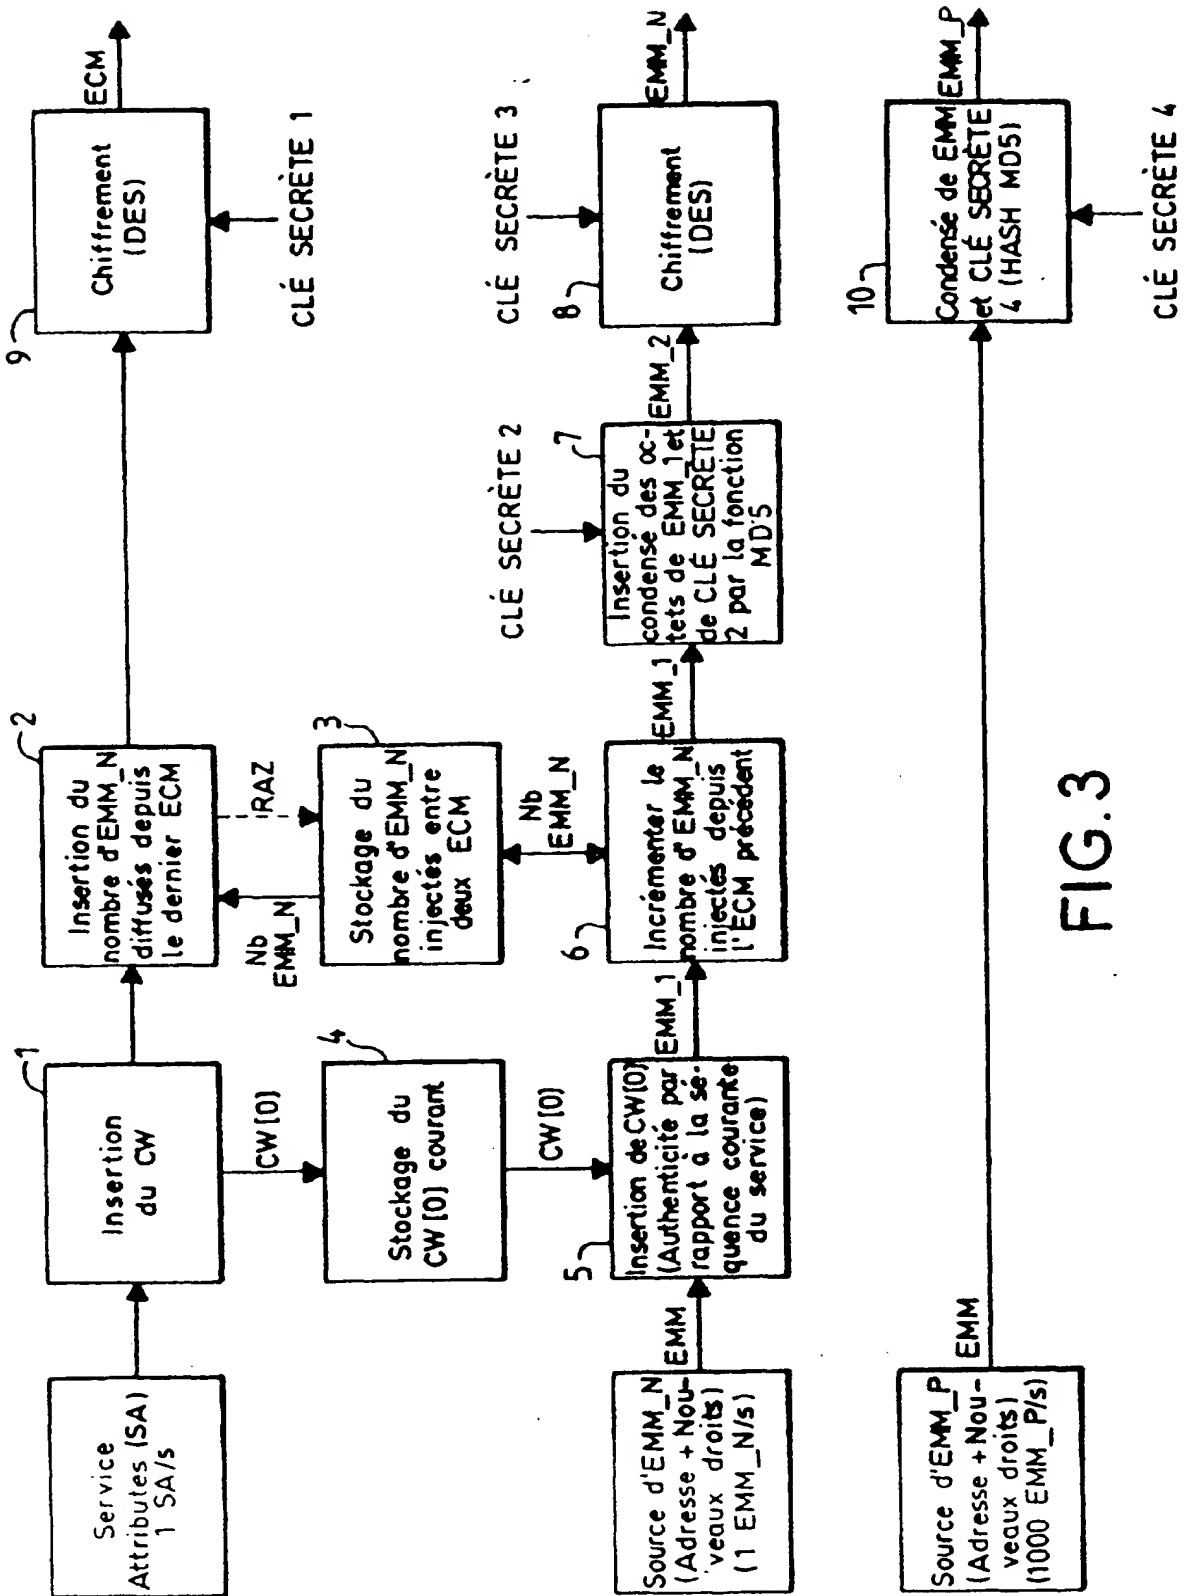 Service
Attributes (SA)
1 SA/s
1
Insertion
du CW
2
Insertion du
nombre d'EMM_N
diffusés depuis
le dernier ECM
9
Chiffrement
(DES)
ECM
CLÉ SECRÈTE 1
CW[0]
Nb
EMM_N
RAZ
4
Stockage du
CW[0] courant
3
Stockage du
nombre d'EMM_N
injectés entre
deux ECM
CW[0]
Nb
EMM_N
CLÉ SECRÈTE 2
CLÉ SECRÈTE 3
Source d'EMM_N
(Adresse + Nou-
veaux droits)
(1 EMM_N/s)
EMM
5
Insertion de CW[0]
(Authenticité par
rapport à la sé-
quence courante
du service)
EMM_1
6
Incrémenter le
nombre d'EMM_N
injectés depuis
l'ECM précédent
EMM_1
7
Insertion du
condensé des oc-
tets de EMM_1 et
de CLÉ SECRÈTE
2 par la fonction
MD5
EMM_2
8
Chiffrement
(DES)
EMM_N
Source d'EMM_P
(Adresse + Nou-
veaux droits)
(1000 EMM_P/s)
EMM
10
Condensé de EMM
et CLÉ SECRÈTE
4 (HASH MD5)
EMM_P
CLÉ SECRÈTE 4
FIG.3